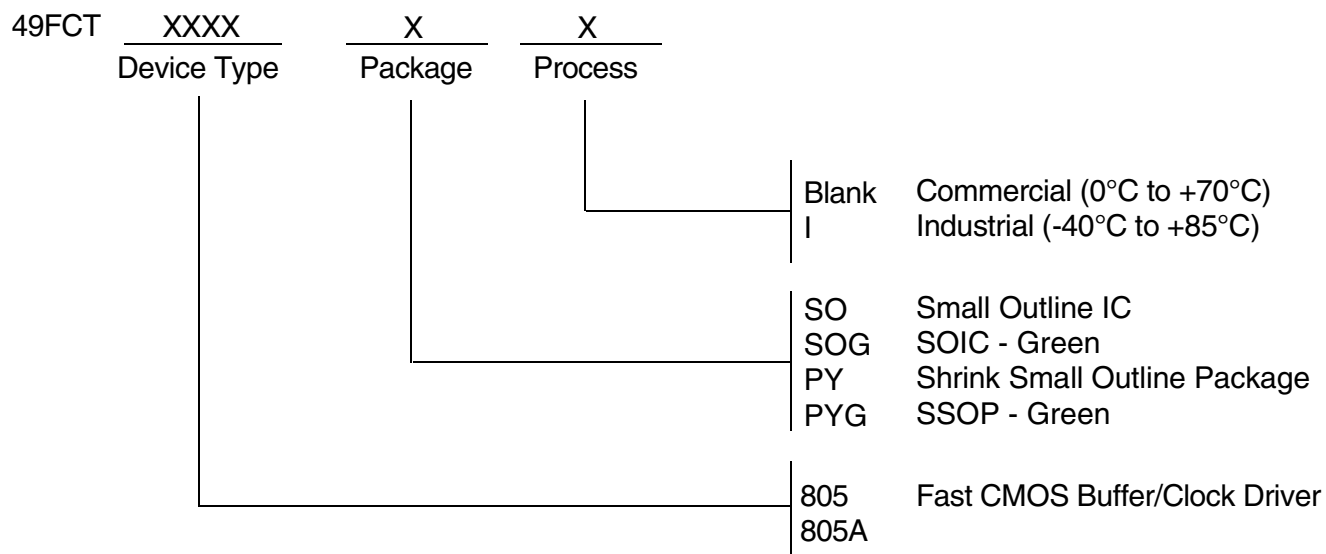 49FCT XXXX X X
Device Type Package Process
Blank Commercial (0°C to +70°C)
I Industrial (-40°C to +85°C)
SO Small Outline IC
SOG SOIC - Green
PY Shrink Small Outline Package
PYG SSOP - Green
805 Fast CMOS Buffer/Clock Driver
805A